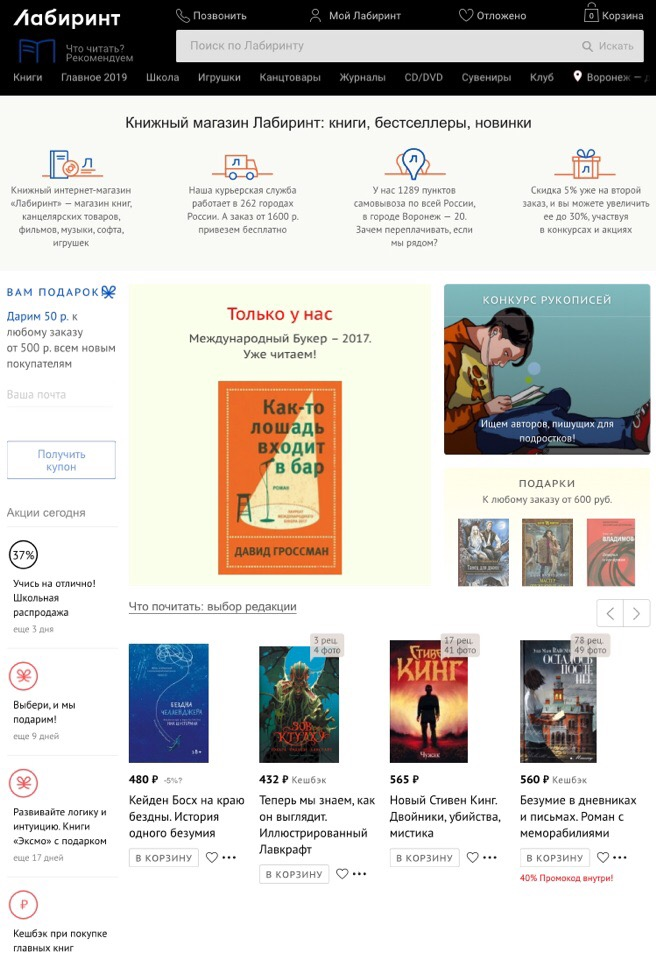 Лабиринт
Позвонить
Мой Лабиринт
Отложено
0
Корзина
Что читать?
Рекомендуем
Поиск по Лабиринту
Искать
Книги
Главное 2019
Школа
Игрушки
Канцтовары
Журналы
CD/DVD
Сувениры
Клуб
Воронеж —
Книжный магазин Лабиринт: книги, бестселлеры, новинки
Л
Книжный интернет-магазин
«Лабиринт» — магазин книг,
канцелярских товаров,
фильмов, музыки, софта,
игрушек
Л
Наша курьерская служба
работает в 262 городах
России. А заказ от 1600 р.
привезем бесплатно
Л
У нас 1289 пунктов
самовывоза по всей России,
в городе Воронеж — 20.
Зачем переплачивать, если
мы рядом?
Л
Скидка 5% уже на второй
заказ, и вы можете увеличить
ее до 30%, участвуя
в конкурсах и акциях
ВАМ ПОДАРОК!
Дарим 50 р. к
любому заказу
от 500 р. всем новым
покупателям
Ваша почта
Получить
купон
Акции сегодня
37%
Учись на отлично!
Школьная
распродажа
еще 3 дня
Выбери, и мы
подарим!
еще 9 дней
Развивайте логику и
интуицию. Книги
«Эксмо» с подарком
еще 17 дней
₽
Кешбэк при покупке
главных книг
Только у нас
Международный Букер – 2017.
Уже читаем!
Как-то
лошадь
входит
в бар
РОМАН
ДАВИД ГРОССМАН
КОНКУРС РУКОПИСЕЙ
Ищем авторов, пишущих для
подростков!
ПОДАРКИ
К любому заказу от 600 руб.
ВЛАДИМОВ
Что почитать: выбор редакции
БЕЗДНА
ЧЕЛЛЕНДЖЕРА
480 ₽ -5%?
Кейден Босх на краю
бездны. История
одного безумия
В КОРЗИНУ
3 рец.
4 фото
ЗОВ
КТУЛХУ
432 ₽ Кешбэк
Теперь мы знаем, как
он выглядит.
Иллюстрированный
Лавкрафт
В КОРЗИНУ
17 рец.
41 фото
СТИВЕН
КИНГ
Чужак
565 ₽
Новый Стивен Кинг.
Двойники, убийства,
мистика
В КОРЗИНУ
78 рец.
49 фото
ОСТАЛОСЬ
ПОСЛЕ
НЕЁ
560 ₽ Кешбэк
Безумие в дневниках
и письмах. Роман с
меморабилиями
В КОРЗИНУ
40% Промокод внутри!